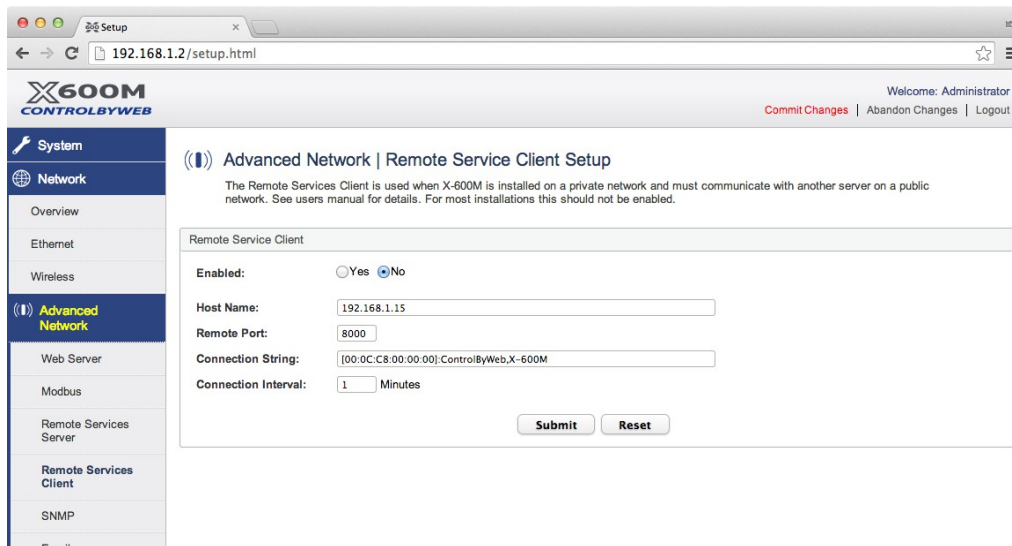 Setup
192.168.1.2/setup.html
X600M
CONTROLBYWEB
Welcome: Administrator
Commit Changes | Abandon Changes | Logout
System
Network
Overview
Ethernet
Wireless
Advanced
Network
Web Server
Modbus
Remote Services
Server
Remote Services
Client
SNMP
Advanced Network | Remote Service Client Setup
The Remote Services Client is used when X-600M is installed on a private network and must communicate with another server on a public
network. See users manual for details. For most installations this should not be enabled.
Remote Service Client
Enabled: Yes No
Host Name: 192.168.1.15
Remote Port: 8000
Connection String: [00:0C:C8:00:00:00]:ControlByWeb,X-600M
Connection Interval: 1 Minutes
Submit Reset